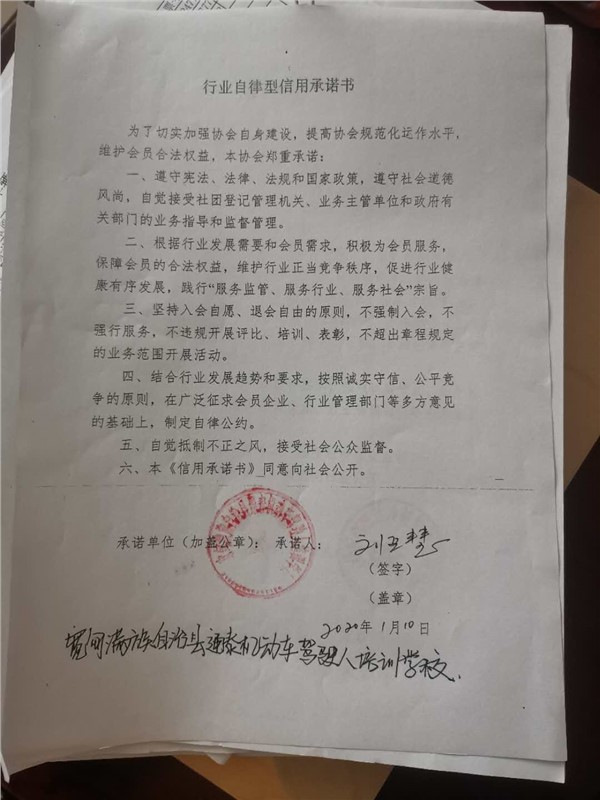 行业自律型信用承诺书
为了切实加强协会自身建设，提高协会规范化运作水平，
维护会员合法权益，本协会郑重承诺：
一、遵守宪法、法律、法规和国家政策，遵守社会道德
风尚，自觉接受社团登记管理机关、业务主管单位和政府有
关部门的业务指导和监督管理。
二、根据行业发展需要和会员需求，积极为会员服务，
保障会员的合法权益，维护行业正当竞争秩序，促进行业健
康有序发展，践行“服务监管、服务行业、服务社会”宗旨。
三、坚持入会自愿、退会自由的原则，不强制入会，不
强行服务，不违规开展评比、培训、表彰，不超出章程规定
的业务范围开展活动。
四、结合行业发展趋势和要求，按照诚实守信、公平竞
争的原则，在广泛征求会员企业、行业管理部门等多方意见
的基础上，制定自律公约。
五、自觉抵制不正之风，接受社会公众监督。
六、本《信用承诺书》同意向社会公开。
承诺单位（加盖公章）： 承诺人： 刘
（签字）
（盖章）
2020年1月10日
宽甸满族自治县通泰机动车驾驶人培训学校